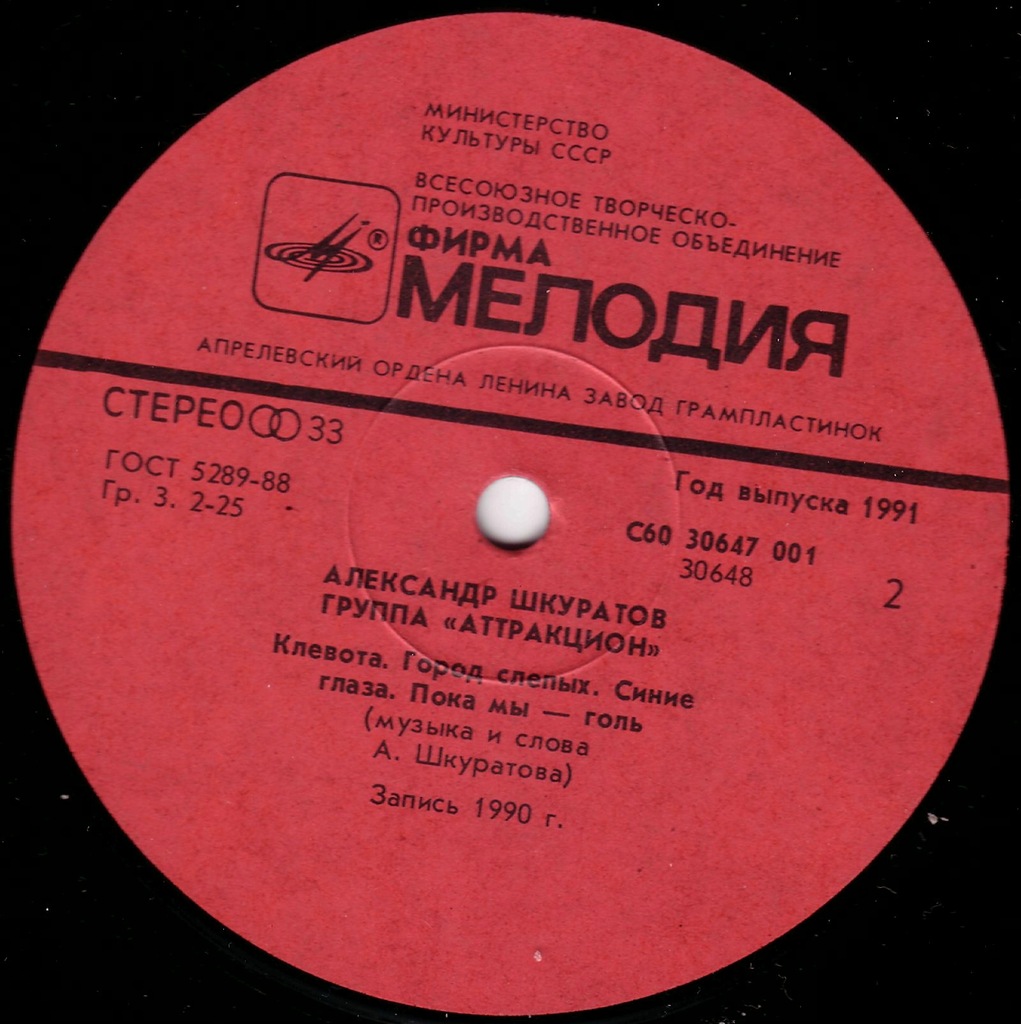 МИНИСТЕРСТВО
КУЛЬТУРЫ СССР
ВСЕСОЮЗНОЕ ТВОРЧЕСКО-
ПРОИЗВОДСТВЕННОЕ ОБЪЕДИНЕНИЕ
®
ФИРМА
МЕЛОДИЯ
АПРЕЛЕВСКИЙ ОРДЕНА ЛЕНИНА ЗАВОД ГРАМПЛАСТИНОК
СТЕРЕО 33
ГОСТ 5289-88
Гр. 3. 2-25
Год выпуска 1991
С60 30647 001
30648
2
АЛЕКСАНДР ШКУРАТОВ
ГРУППА «АТТРАКЦИОН»
Клевота. Город слепых. Синие
глаза. Пока мы — голь
(музыка и слова
А. Шкуратова)
Запись 1990 г.